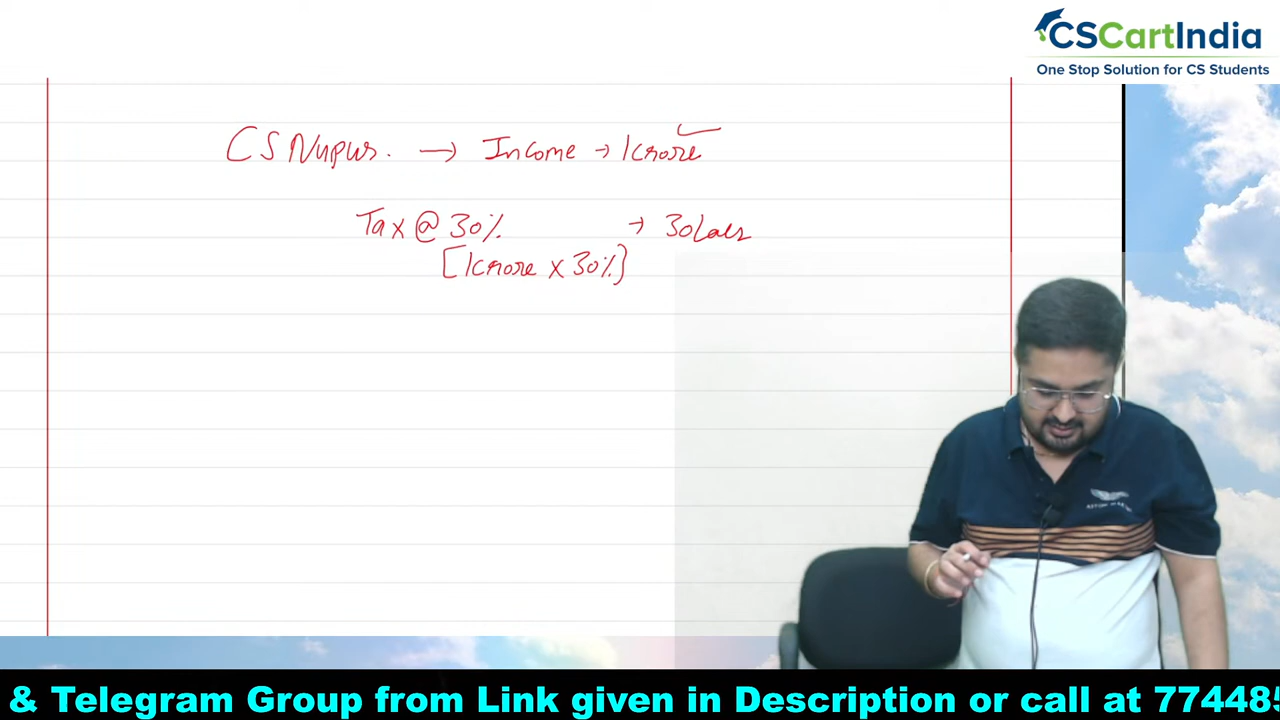 CSCartIndia
One Stop Solution for CS Students
CS Nupur. → Income → 1crore
Tax @ 30% → 30Lacs
[1crore x 30%]
& Telegram Group from Link given in Description or call at 77448